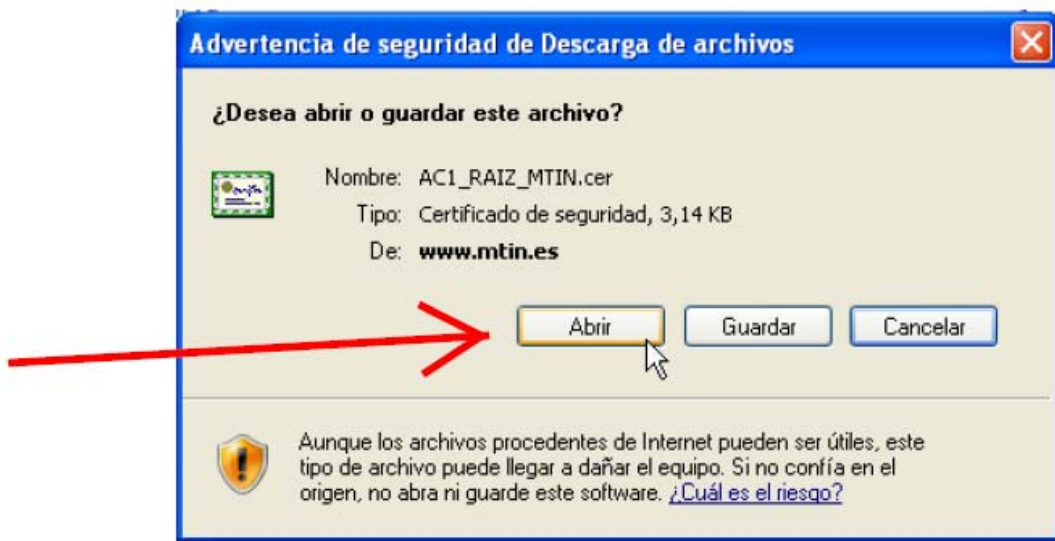 Advertencia de seguridad de Descarga de archivos
¿Desea abrir o guardar este archivo?
Nombre: AC1_RAIZ_MTIN.cer
Tipo: Certificado de seguridad, 3,14 KB
De: www.mtin.es
Abrir Guardar Cancelar
Aunque los archivos procedentes de Internet pueden ser útiles, este
tipo de archivo puede llegar a dañar el equipo. Si no confía en el
origen, no abra ni guarde este software. ¿Cuál es el riesgo?